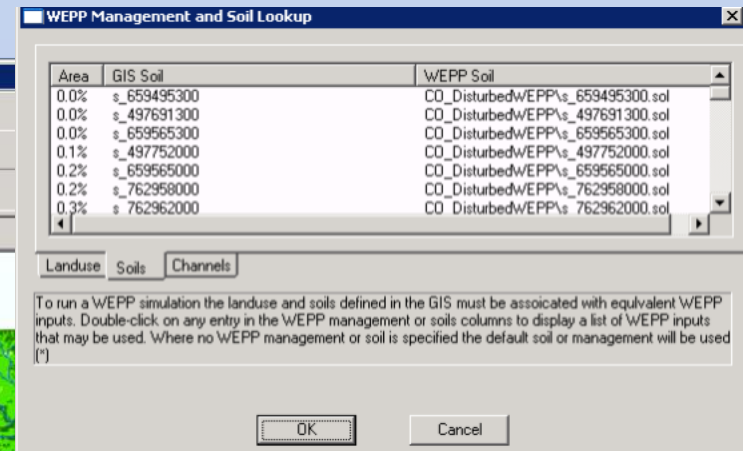 WEPP Management and Soil Lookup
Area GIS Soil WEPP Soil
0.0% s_659495300 CO_DisturbedWEPP\s_659495300.sol
0.0% s_497691300 CO_DisturbedWEPP\s_497691300.sol
0.0% s_659565300 CO_DisturbedWEPP\s_659565300.sol
0.1% s_497752000 CO_DisturbedWEPP\s_497752000.sol
0.2% s_659565000 CO_DisturbedWEPP\s_659565000.sol
0.2% s_762958000 CO_DisturbedWEPP\s_762958000.sol
0.3% s_762962000 CO_DisturbedWEPP\s_762962000.sol
Landuse Soils Channels
To run a WEPP simulation the landuse and soils defined in the GIS must be assoicated with equlvalent WEPP
inputs. Double-click on any entry in the WEPP management or soils columns to display a list of WEPP inputs
that may be used. Where no WEPP management or soil is specified the default soil or management will be used
(*)
OK Cancel